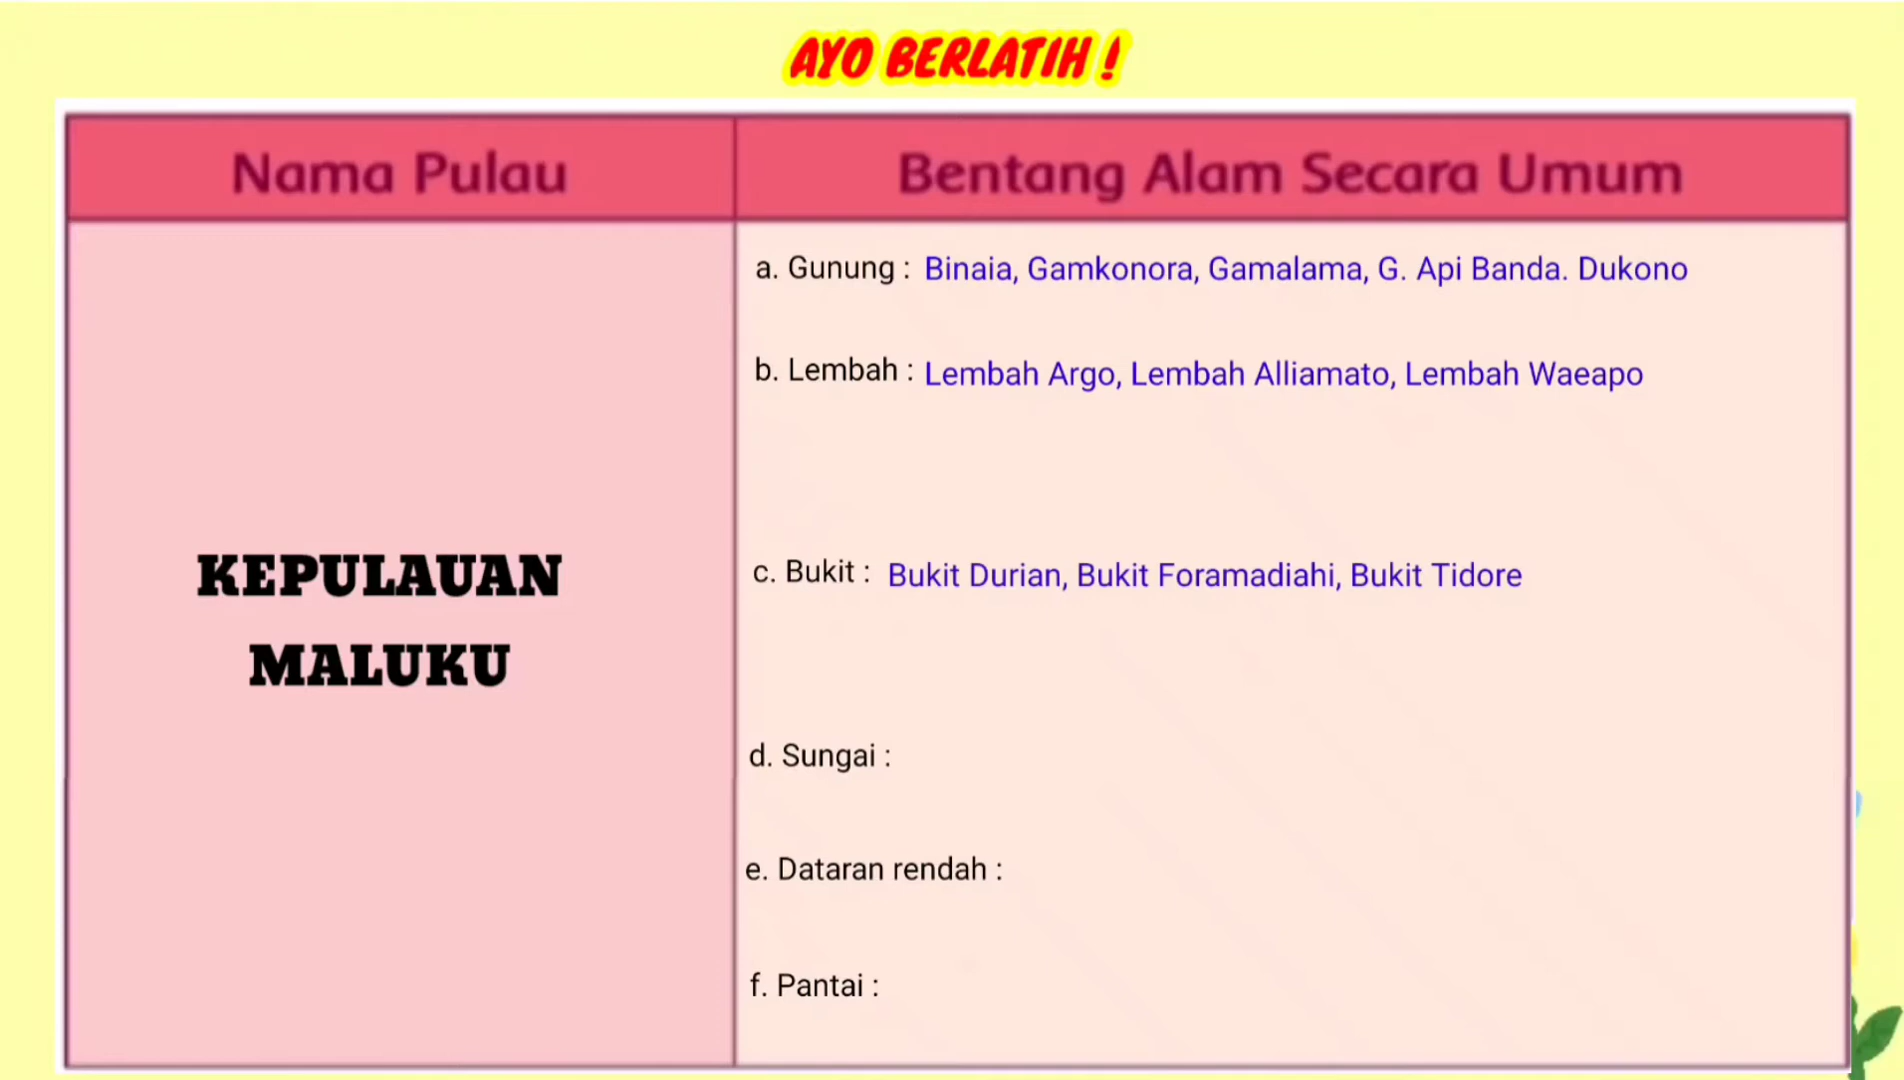 AYO BERLATIH !
Nama Pulau
Bentang Alam Secara Umum
KEPULAUAN
MALUKU
a. Gunung : Binaia, Gamkonora, Gamalama, G. Api Banda. Dukono
b. Lembah : Lembah Argo, Lembah Alliamato, Lembah Waeapo
c. Bukit : Bukit Durian, Bukit Foramadiahi, Bukit Tidore
d. Sungai :
e. Dataran rendah :
f. Pantai :